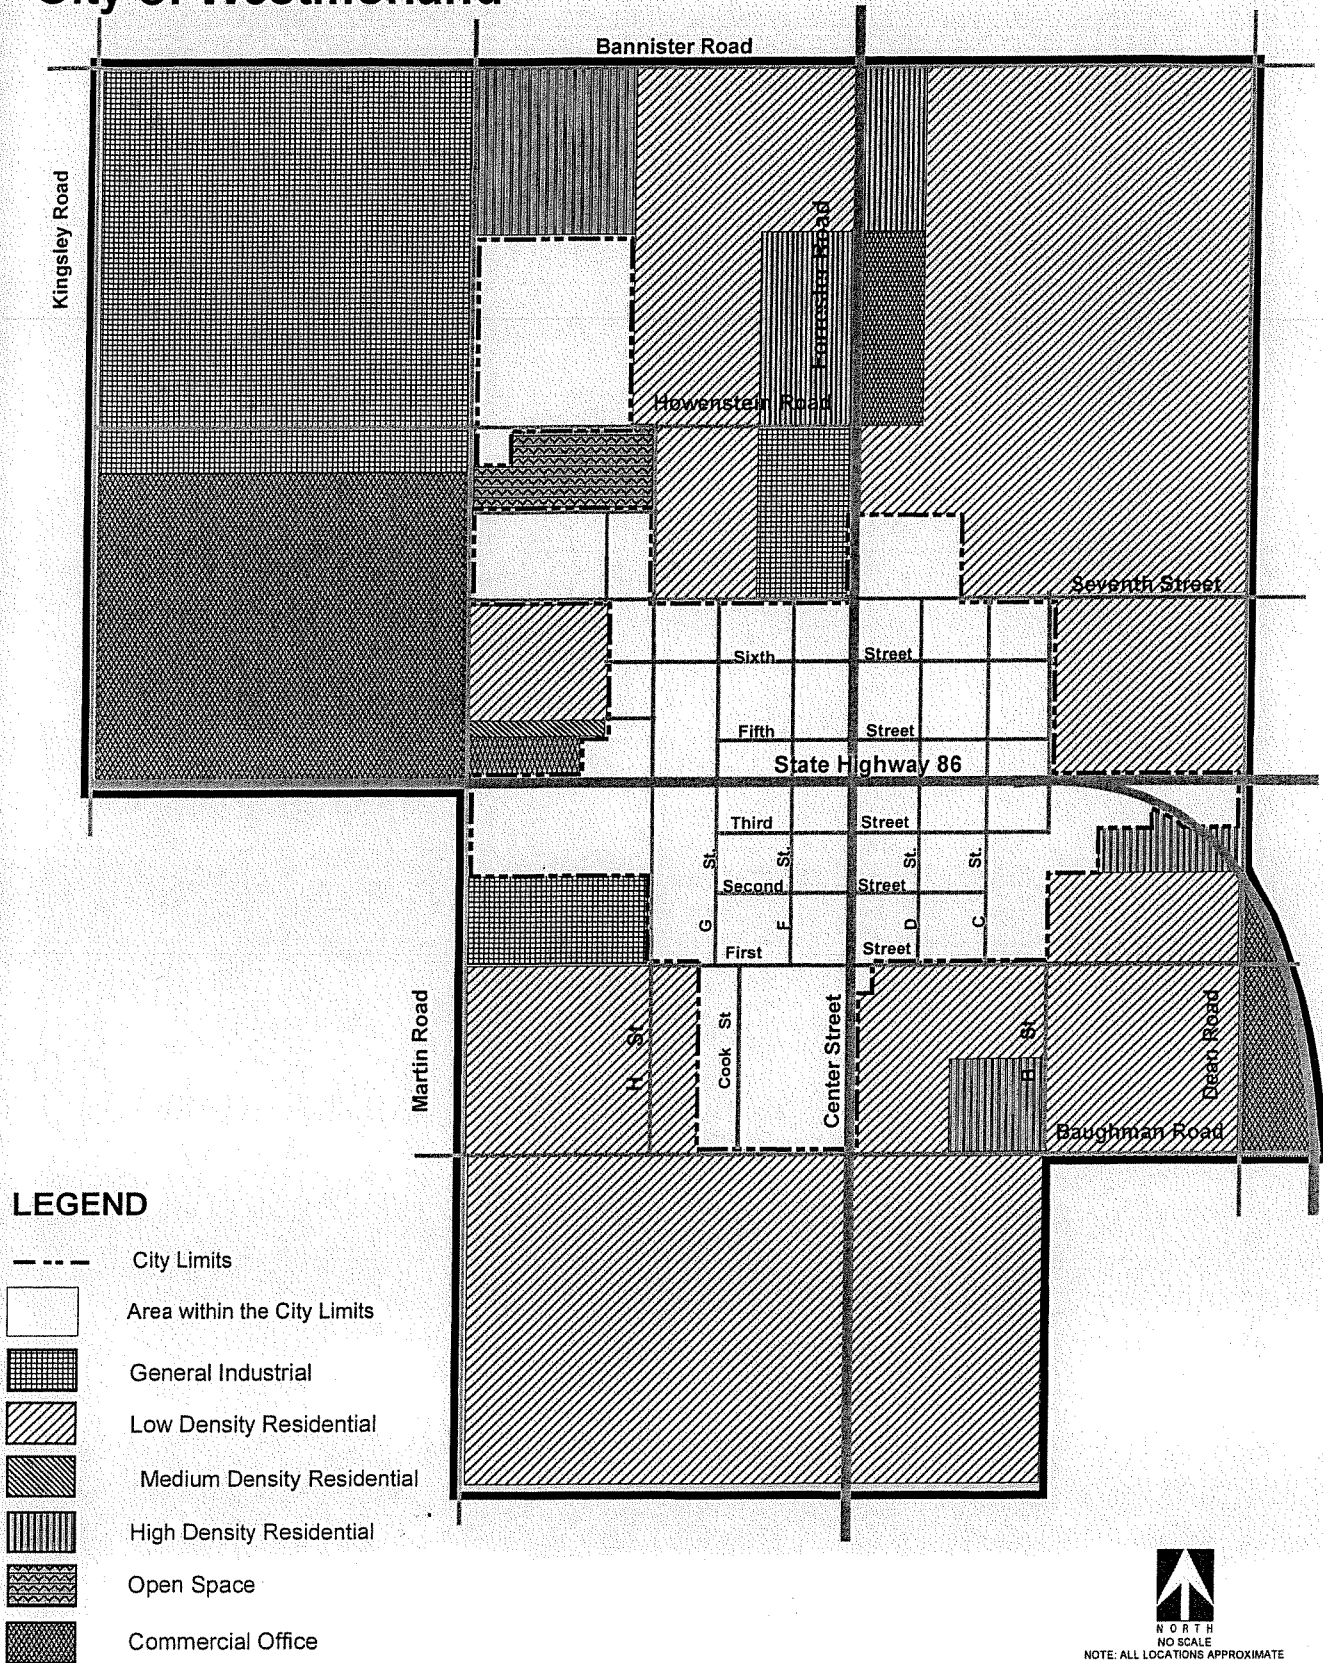 City of Westmorland
Bannister Road
Kingsley Road
Forrester Road
Howenstein Road
Seventh Street
Sixth Street
Fifth Street
State Highway 86
Third Street
G St.
F St.
D St.
C St.
Second Street
First Street
Martin Road
H St
Cook St
Center Street
B St
Dean Road
Baughman Road
LEGEND
City Limits
Area within the City Limits
General Industrial
Low Density Residential
Medium Density Residential
High Density Residential
Open Space
Commercial Office
NORTH
NO SCALE
NOTE: ALL LOCATIONS APPROXIMATE